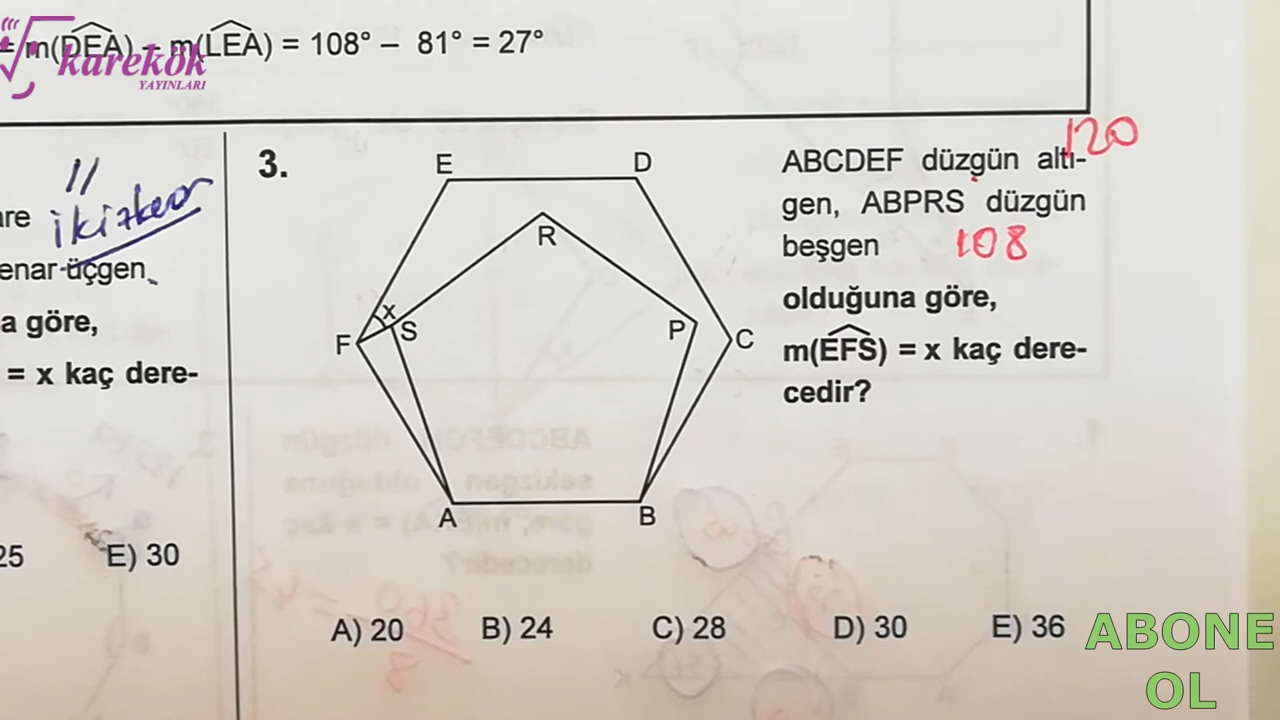 = m(DEA) – m(LEA) = 108° – 81° = 27°
karekök
YAYINLARI
//
are ikizkenar
enar üçgen
a göre,
= x kaç dere-
25 E) 30
3.
E D
R
x
F S P C
A B
120
ABCDEF düzgün altı-
gen, ABPRS düzgün
beşgen 108
olduğuna göre,
m(EFS) = x kaç dere-
cedir?
A) 20 B) 24 C) 28 D) 30 E) 36
ABONE
OL